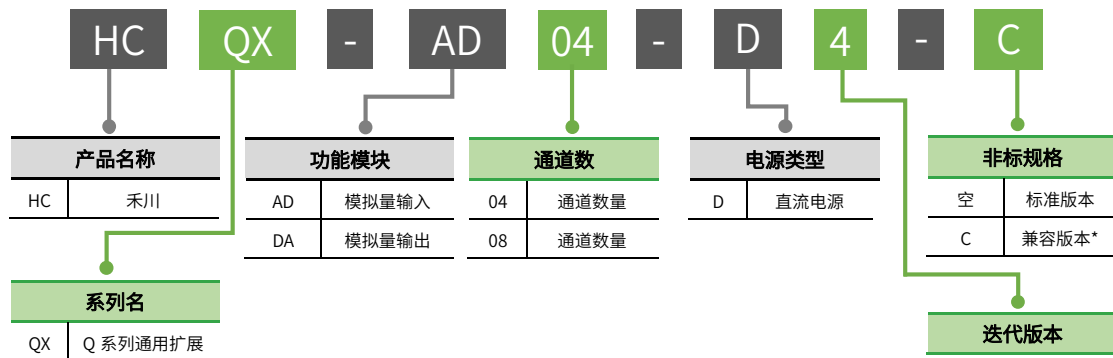 HC QX - AD 04 - D 4 - C
产品名称
HC 禾川
系列名
QX Q 系列通用扩展
功能模块
AD 模拟量输入
DA 模拟量输出
通道数
04 通道数量
08 通道数量
电源类型
D 直流电源
非标规格
空 标准版本
C 兼容版本*
迭代版本